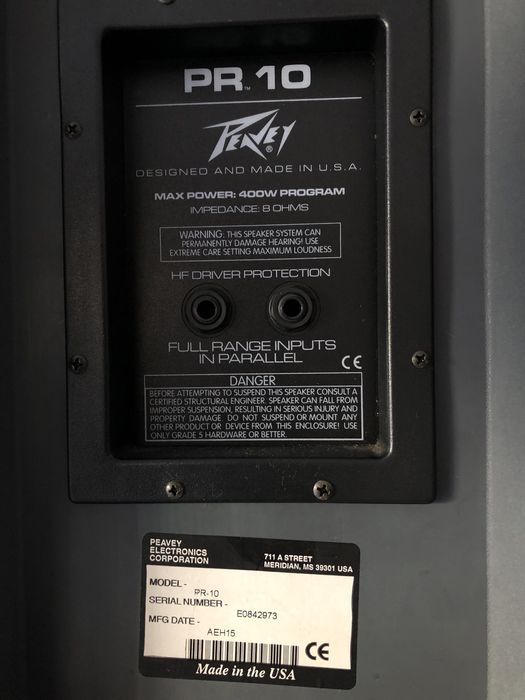 PR™10
PEAVEY®
DESIGNED AND MADE IN U.S.A.
MAX POWER: 400W PROGRAM
IMPEDANCE: 8 OHMS
WARNING: THIS SPEAKER SYSTEM CAN
PERMANENTLY DAMAGE HEARING! USE
EXTREME CARE SETTING MAXIMUM LOUDNESS
HF DRIVER PROTECTION
FULL RANGE INPUTS
IN PARALLEL
CE
DANGER
BEFORE ATTEMPTING TO SUSPEND THIS SPEAKER CONSULT A
CERTIFIED STRUCTURAL ENGINEER. SPEAKER CAN FALL FROM
IMPROPER SUSPENSION, RESULTING IN SERIOUS INJURY AND
PROPERTY DAMAGE. DO NOT SUSPEND OR MOUNT ANY
OTHER PRODUCT OR DEVICE FROM THIS ENCLOSURE! USE
ONLY GRADE 5 HARDWARE OR BETTER.
PEAVEY
ELECTRONICS
CORPORATION
711 A STREET
MERIDIAN, MS 39301 USA
MODEL -
PR-10
SERIAL NUMBER -
E0842973
MFG DATE -
AEH15
CE
Made in the USA